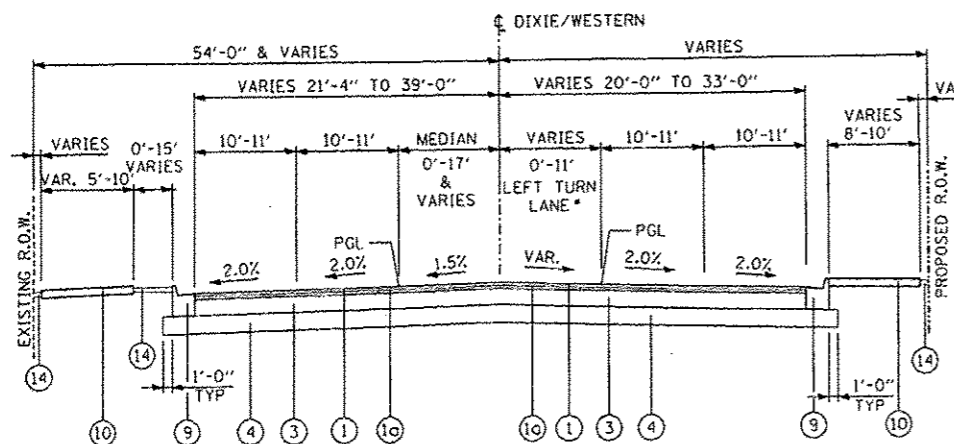 ℄ DIXIE/WESTERN
54'-0" & VARIES
VARIES
VARIES 21'-4" TO 39'-0"
VARIES 20'-0" TO 33'-0"
VA
VARIES
8'-10'
VARIES
0'-15'
VARIES
VAR. 5'-10'
10'-11'
10'-11'
MEDIAN
0'-17'
&
VARIES
VARIES
0'-11'
LEFT TURN
LANE*
10'-11'
10'-11'
EXISTING R.O.W.
PROPOSED R.O.W.
PGL
PGL
2.0%
2.0%
1.5%
VAR.
2.0%
2.0%
14
14
14
1'-0"
TYP
1'-0"
TYP
10
9
4
3
1
1a
1a
1
3
4
9
10